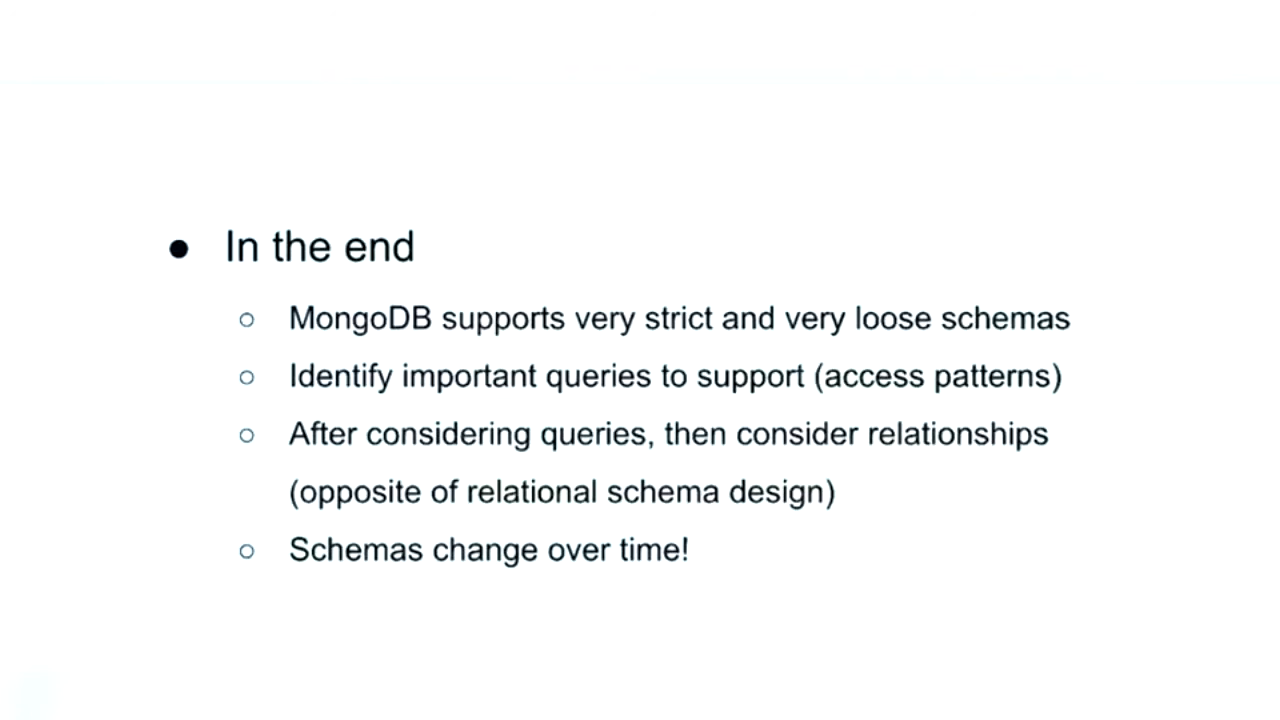 ● In the end
○ MongoDB supports very strict and very loose schemas
○ Identify important queries to support (access patterns)
○ After considering queries, then consider relationships
(opposite of relational schema design)
○ Schemas change over time!